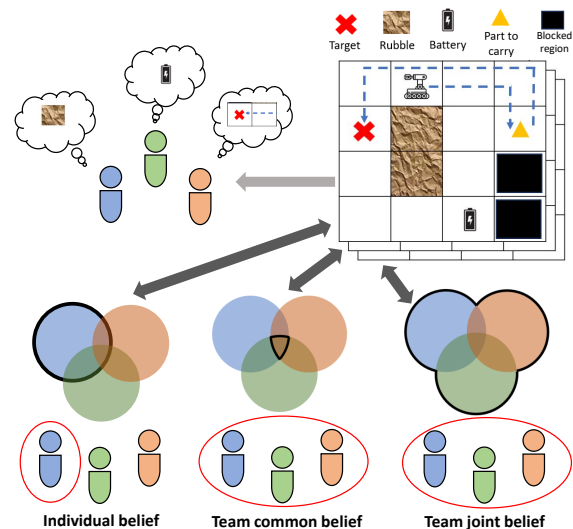 Target Rubble Battery Part to carry Blocked region
Individual belief Team common belief Team joint belief